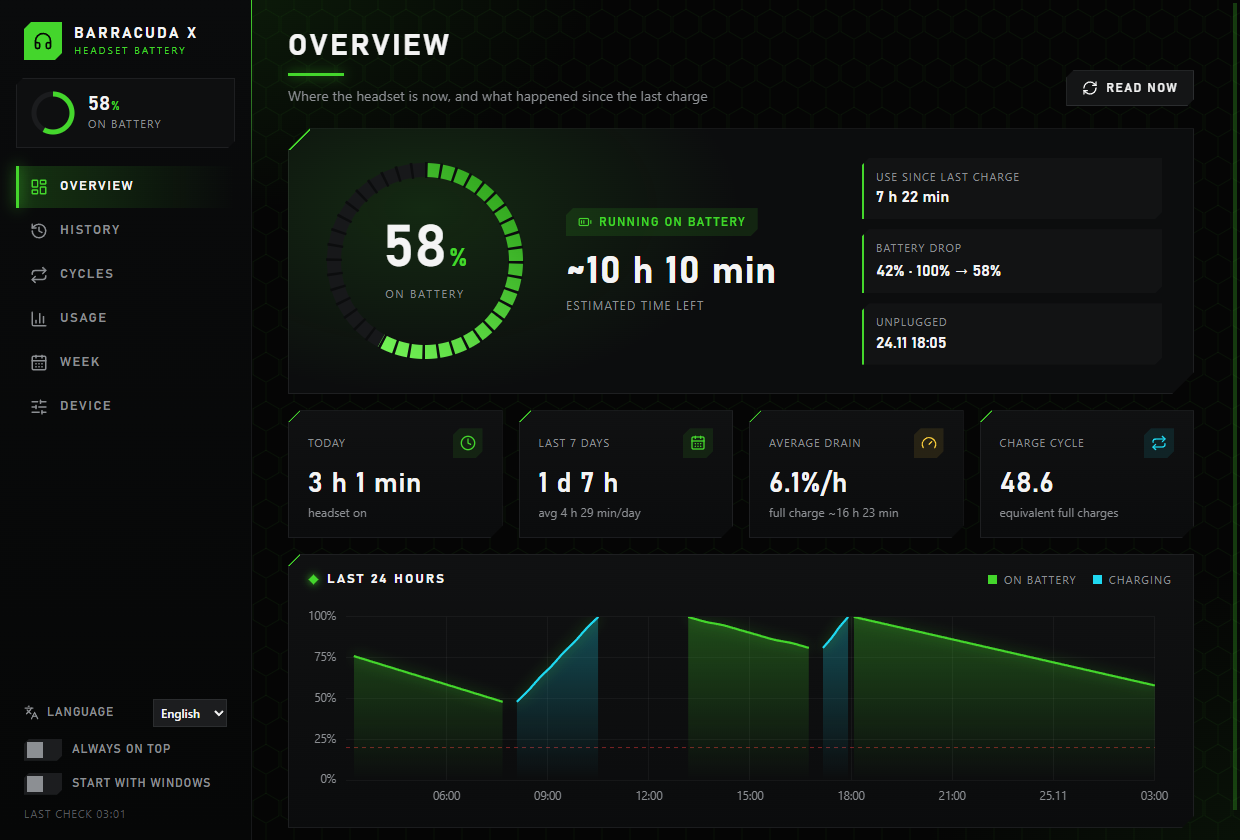 BARRACUDA X
HEADSET BATTERY
58%
ON BATTERY
OVERVIEW
HISTORY
CYCLES
USAGE
WEEK
DEVICE
LANGUAGE
English
ALWAYS ON TOP
START WITH WINDOWS
LAST CHECK 03:01
OVERVIEW
Where the headset is now, and what happened since the last charge
READ NOW
58%
ON BATTERY
RUNNING ON BATTERY
~10 h 10 min
ESTIMATED TIME LEFT
USE SINCE LAST CHARGE
7 h 22 min
BATTERY DROP
42% · 100% → 58%
UNPLUGGED
24.11 18:05
TODAY
3 h 1 min
headset on
LAST 7 DAYS
1 d 7 h
avg 4 h 29 min/day
AVERAGE DRAIN
6.1%/h
full charge ~16 h 23 min
CHARGE CYCLE
48.6
equivalent full charges
LAST 24 HOURS
ON BATTERY
CHARGING
100%
75%
50%
25%
0%
06:00 09:00 12:00 15:00 18:00 21:00 25.11 03:00